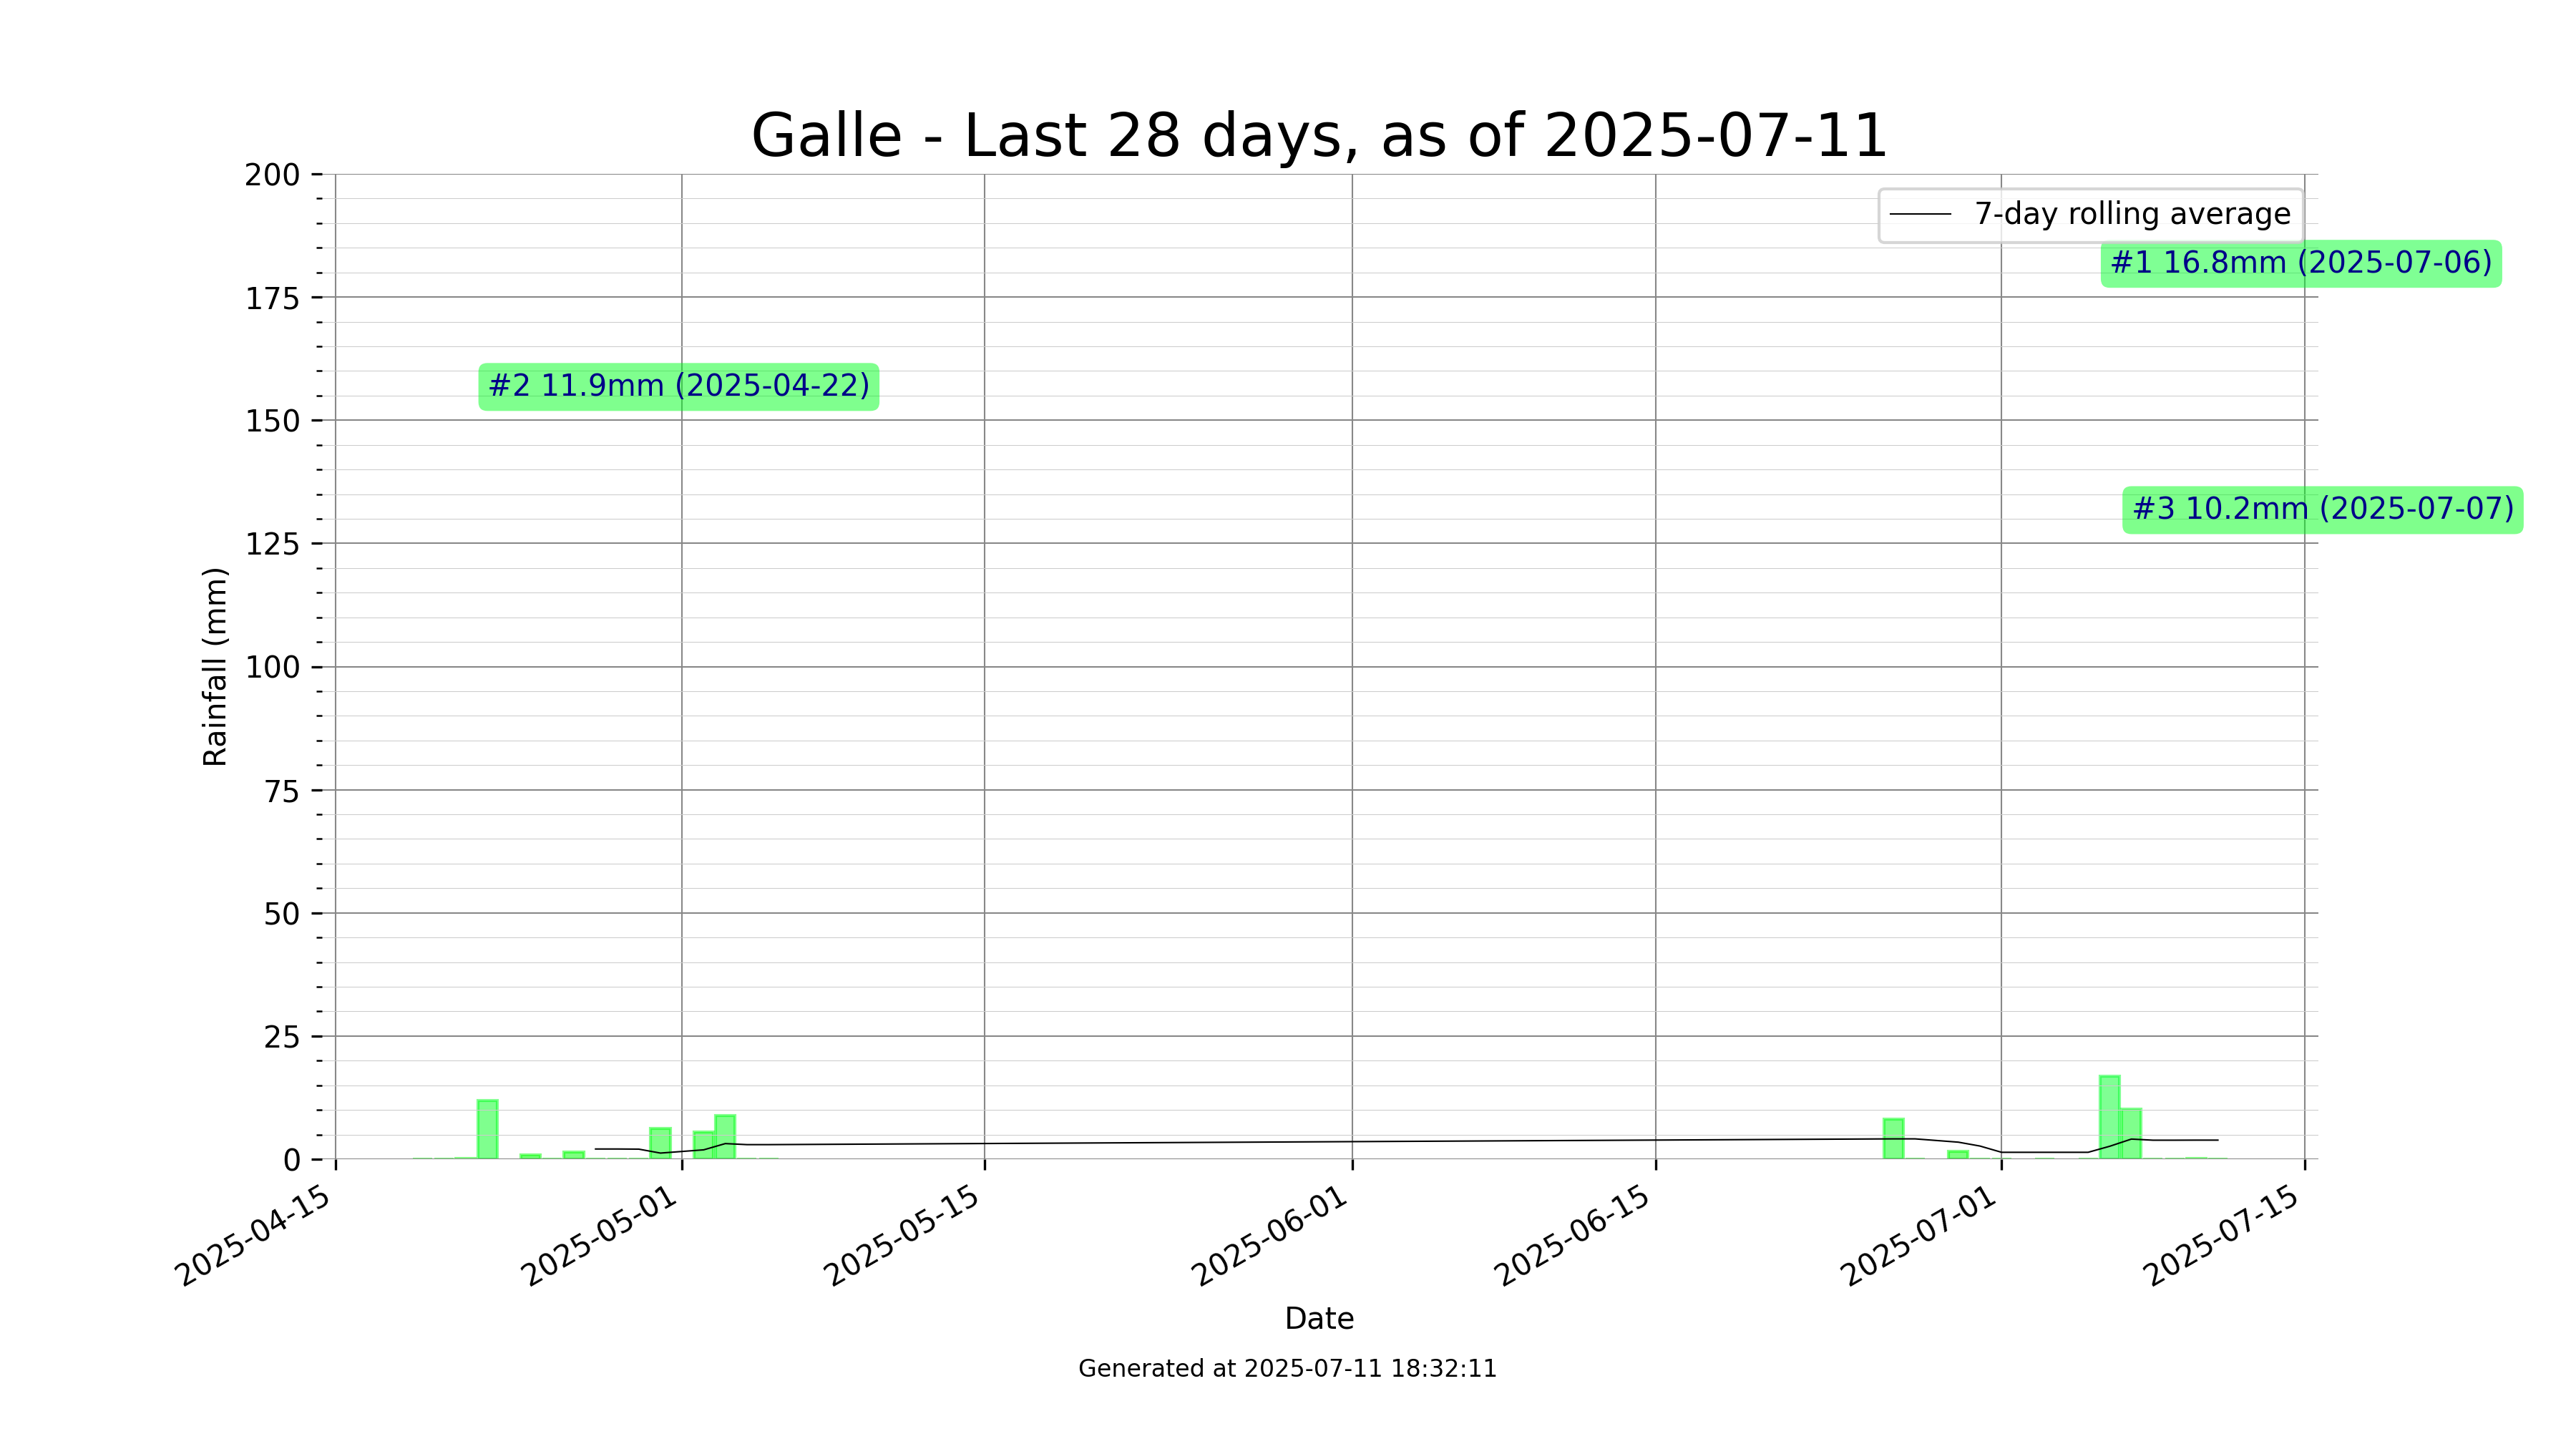 Galle - Last 28 days, as of 2025-07-11
200
175
150
125
100
75
50
25
0
Rainfall (mm)
7-day rolling average
#1 16.8mm (2025-07-06)
#2 11.9mm (2025-04-22)
#3 10.2mm (2025-07-07)
2025-04-15
2025-05-01
2025-05-15
2025-06-01
2025-06-15
2025-07-01
2025-07-15
Date
Generated at 2025-07-11 18:32:11